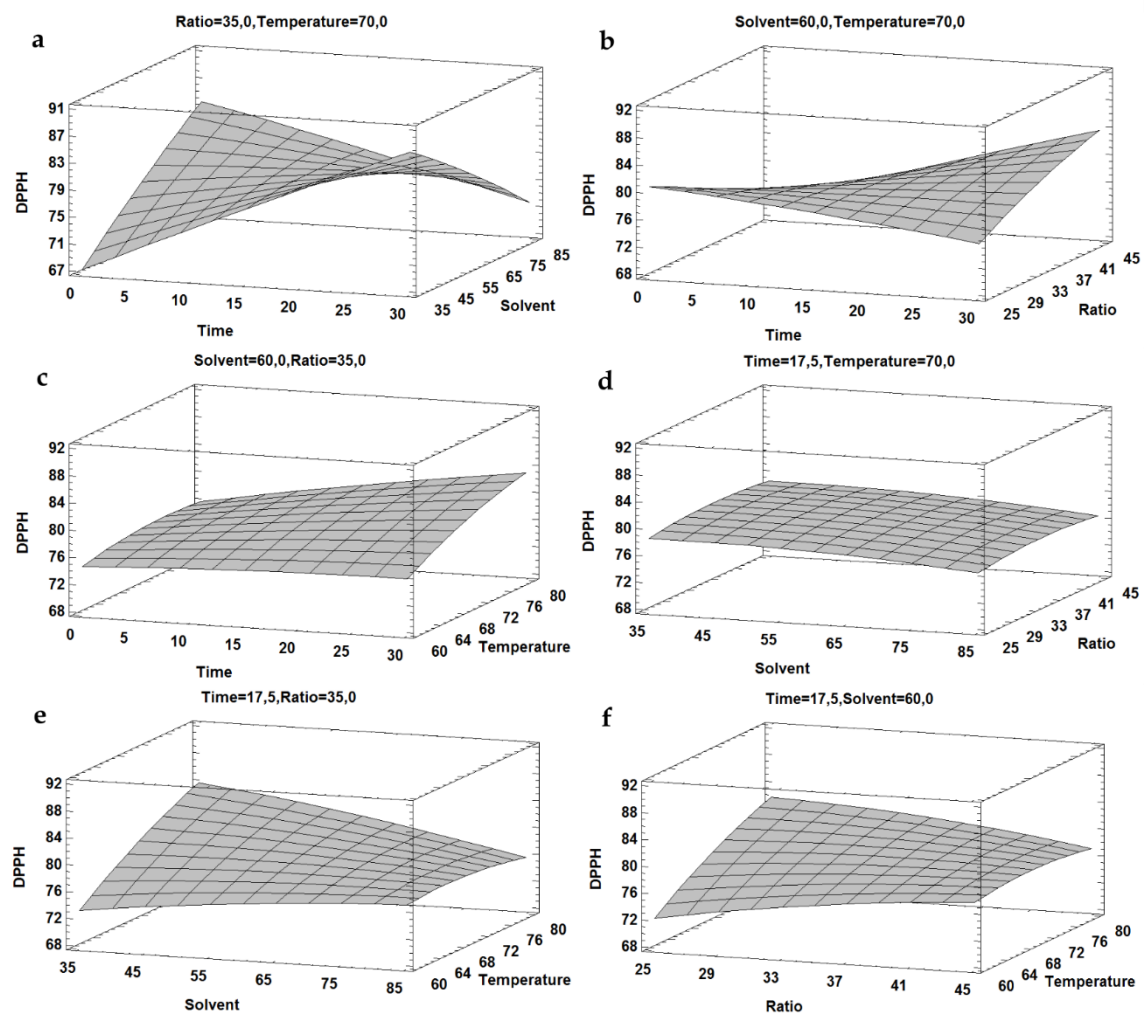 a
Ratio=35,0,Temperature=70,0
DPPH
91
87
83
79
75
71
67
0 5 10 15 20 25 30
Time
35 45 55 65 75 85
Solvent
b
Solvent=60,0,Temperature=70,0
DPPH
92
88
84
80
76
72
68
0 5 10 15 20 25 30
Time
25 29 33 37 41 45
Ratio
c
Solvent=60,0,Ratio=35,0
DPPH
92
88
84
80
76
72
68
0 5 10 15 20 25 30
Time
60 64 68 72 76 80
Temperature
d
Time=17,5,Temperature=70,0
DPPH
92
88
84
80
76
72
68
35 45 55 65 75 85
Solvent
25 29 33 37 41 45
Ratio
e
Time=17,5,Ratio=35,0
DPPH
92
88
84
80
76
72
68
35 45 55 65 75 85
Solvent
60 64 68 72 76 80
Temperature
f
Time=17,5,Solvent=60,0
DPPH
92
88
84
80
76
72
68
25 29 33 37 41 45
Ratio
60 64 68 72 76 80
Temperature